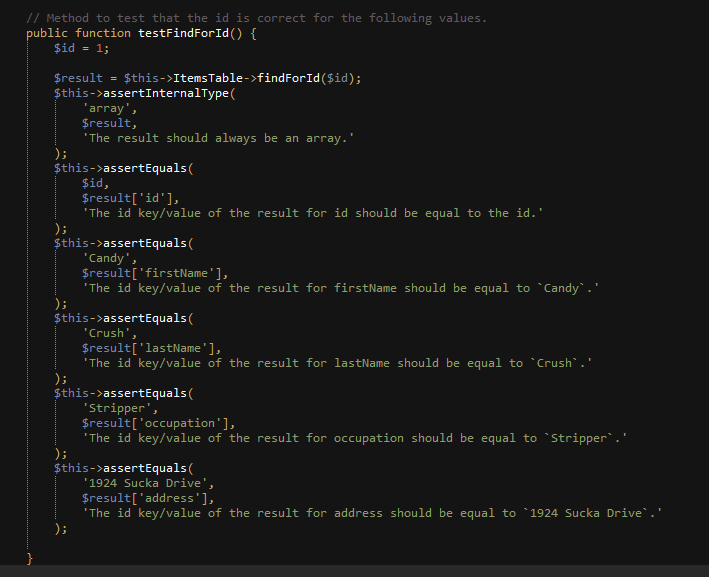 // Method to test that the id is correct for the following values.
public function testFindForId() {
$id = 1;
$result = $this->ItemsTable->findForId($id);
$this->assertInternalType(
'array',
$result,
'The result should always be an array.'
);
$this->assertEquals(
$id,
$result['id'],
'The id key/value of the result for id should be equal to the id.'
);
$this->assertEquals(
'Candy',
$result['firstName'],
'The id key/value of the result for firstName should be equal to `Candy`.'
);
$this->assertEquals(
'Crush',
$result['lastName'],
'The id key/value of the result for lastName should be equal to `Crush`.'
);
$this->assertEquals(
'Stripper',
$result['occupation'],
'The id key/value of the result for occupation should be equal to `Stripper`.'
);
$this->assertEquals(
'1924 Sucka Drive',
$result['address'],
'The id key/value of the result for address should be equal to `1924 Sucka Drive`.'
);
}